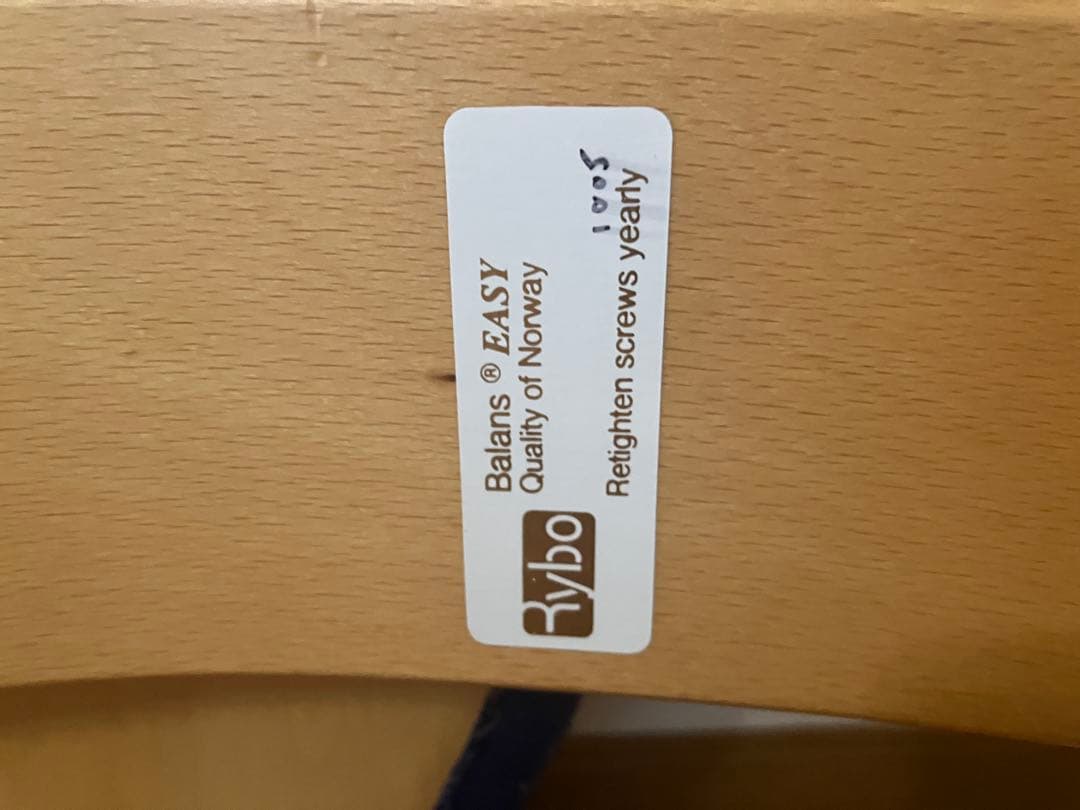 Rybo
Balans ® EASY
Quality of Norway
1005
Retighten screws yearly